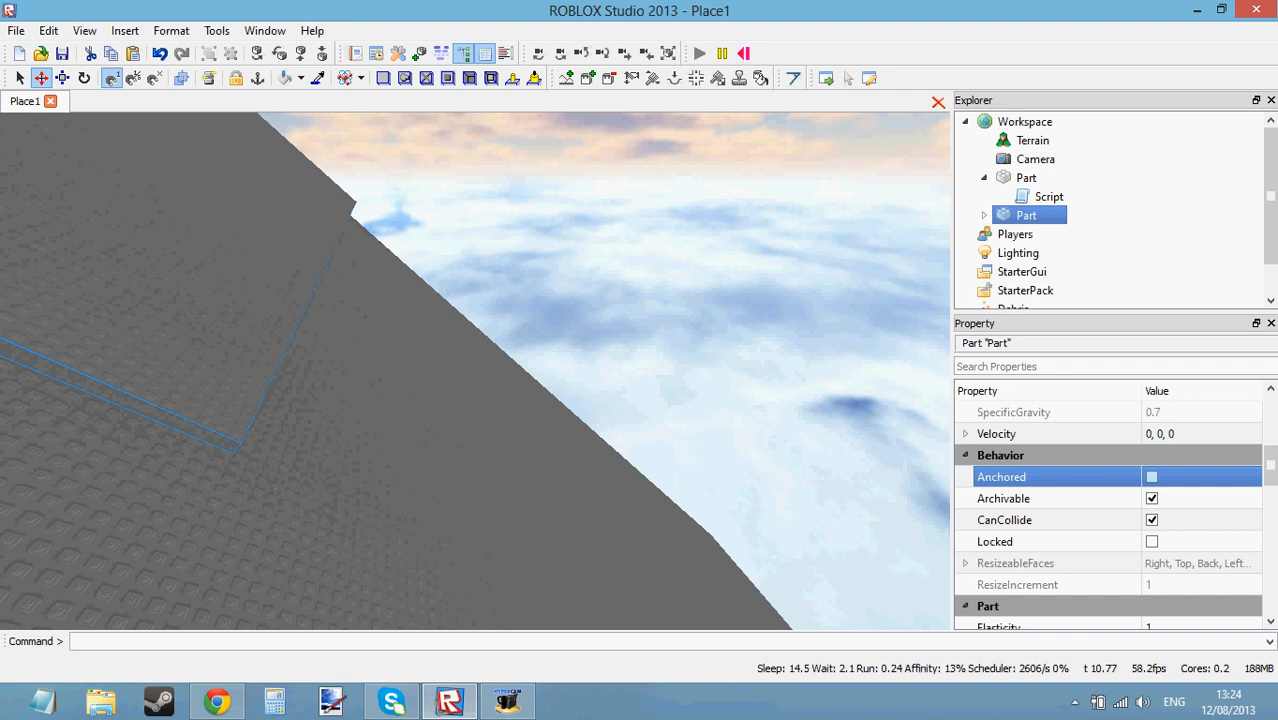 ROBLOX Studio 2013 - Place1
File Edit View Insert Format Tools Window Help
Place1
Explorer
Workspace
Terrain
Camera
Part
Script
Part
Players
Lighting
StarterGui
StarterPack
Debris
Property
Part "Part"
Search Properties
Property Value
SpecificGravity 0.7
Velocity 0, 0, 0
Behavior
Anchored
Archivable
CanCollide
Locked
ResizeableFaces Right, Top, Back, Left...
ResizeIncrement 1
Part
Elasticity 1
Command >
Sleep: 14.5 Wait: 2.1 Run: 0.24 Affinity: 13% Scheduler: 2606/s 0% t 10.77 58.2fps Cores: 0.2 188MB
ENG
13:24
12/08/2013